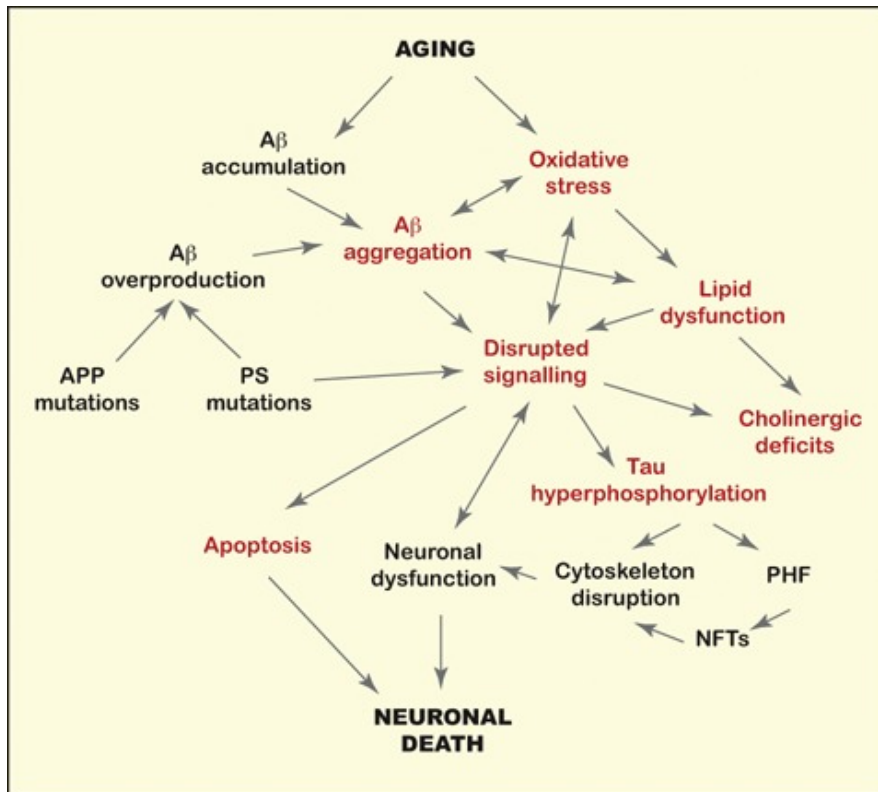 AGING
Aβ
accumulation
Oxidative
stress
Aβ
aggregation
Aβ
overproduction
Lipid
dysfunction
Disrupted
signalling
APP
mutations
PS
mutations
Cholinergic
deficits
Tau
hyperphosphorylation
Apoptosis
Neuronal
dysfunction
Cytoskeleton
disruption
PHF
NFTs
NEURONAL
DEATH